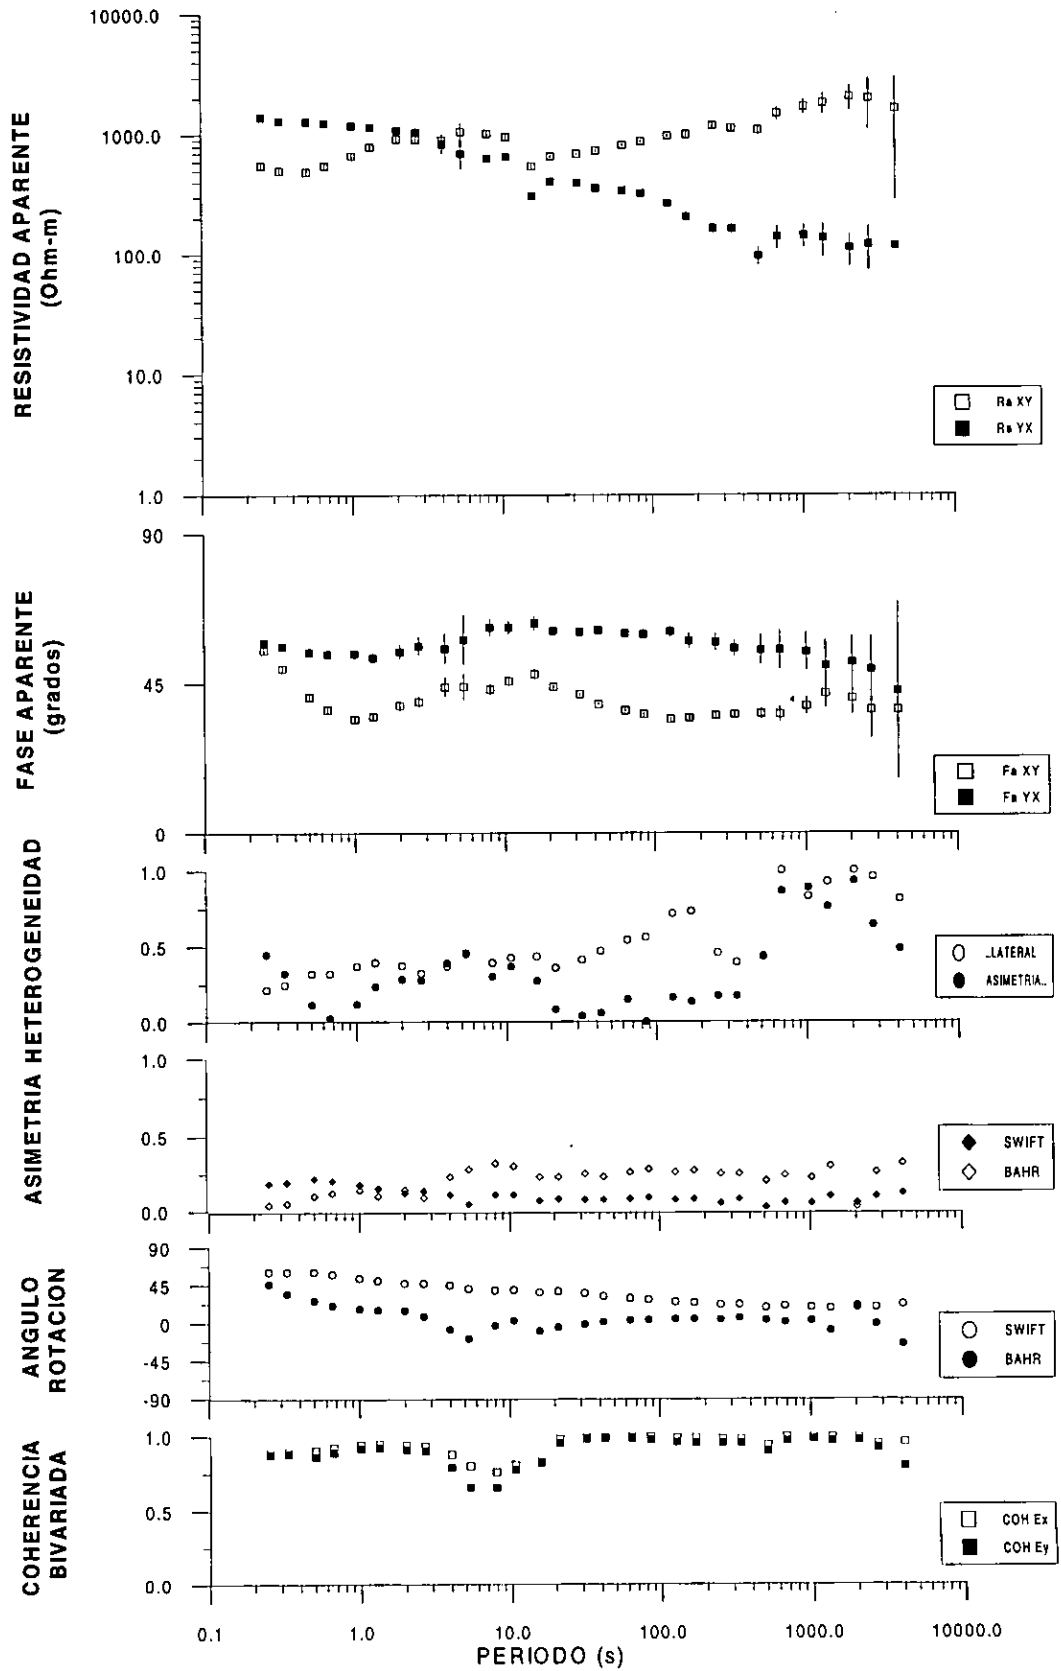 10000.0
1000.0
100.0
10.0
1.0
RESISTIVIDAD APARENTE
(Ohm-m)
Ra XY
Ra YX
90
45
0
FASE APARENTE
(grados)
Fa XY
Fa YX
ASIMETRIA HETEROGENEIDAD
1.0
0.5
0.0
..LATERAL
ASIMETRIA..
1.0
0.5
0.0
SWIFT
BAHR
ANGULO
ROTACION
90
45
0
-45
-90
SWIFT
BAHR
COHERENCIA
BIVARIADA
1.0
0.5
0.0
COH Ex
COH Ey
0.1
1.0
10.0
100.0
1000.0
10000.0
PERIODO (s)